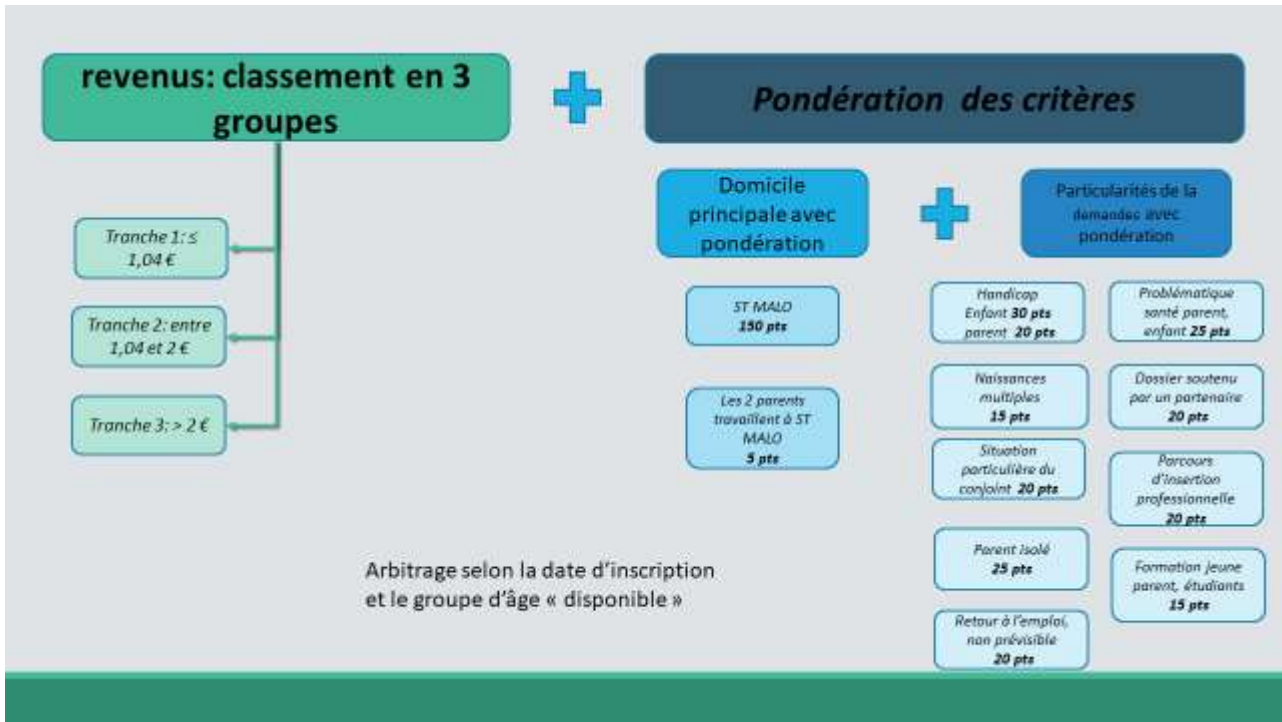 revenus: classement en 3
groupes
Pondération des critères
Tranche 1: ≤
1,04 €
Tranche 2: entre
1,04 et 2 €
Tranche 3: > 2 €
Domicile
principale avec
pondération
ST MALO
150 pts
Les 2 parents
travaillent à ST
MALO
5 pts
Particularités de la
demandes avec
pondération
Handicap
Enfant 30 pts
parent 20 pts
Problématique
santé parent,
enfant 25 pts
Naissances
multiples
15 pts
Dossier soutenu
par un partenaire
20 pts
Situation
particulière du
conjoint 20 pts
Parcours
d'insertion
professionnelle
20 pts
Parent isolé
25 pts
Formation jeune
parent, étudiants
15 pts
Retour à l'emploi,
non prévisible
20 pts
Arbitrage selon la date d'inscription
et le groupe d'âge « disponible »